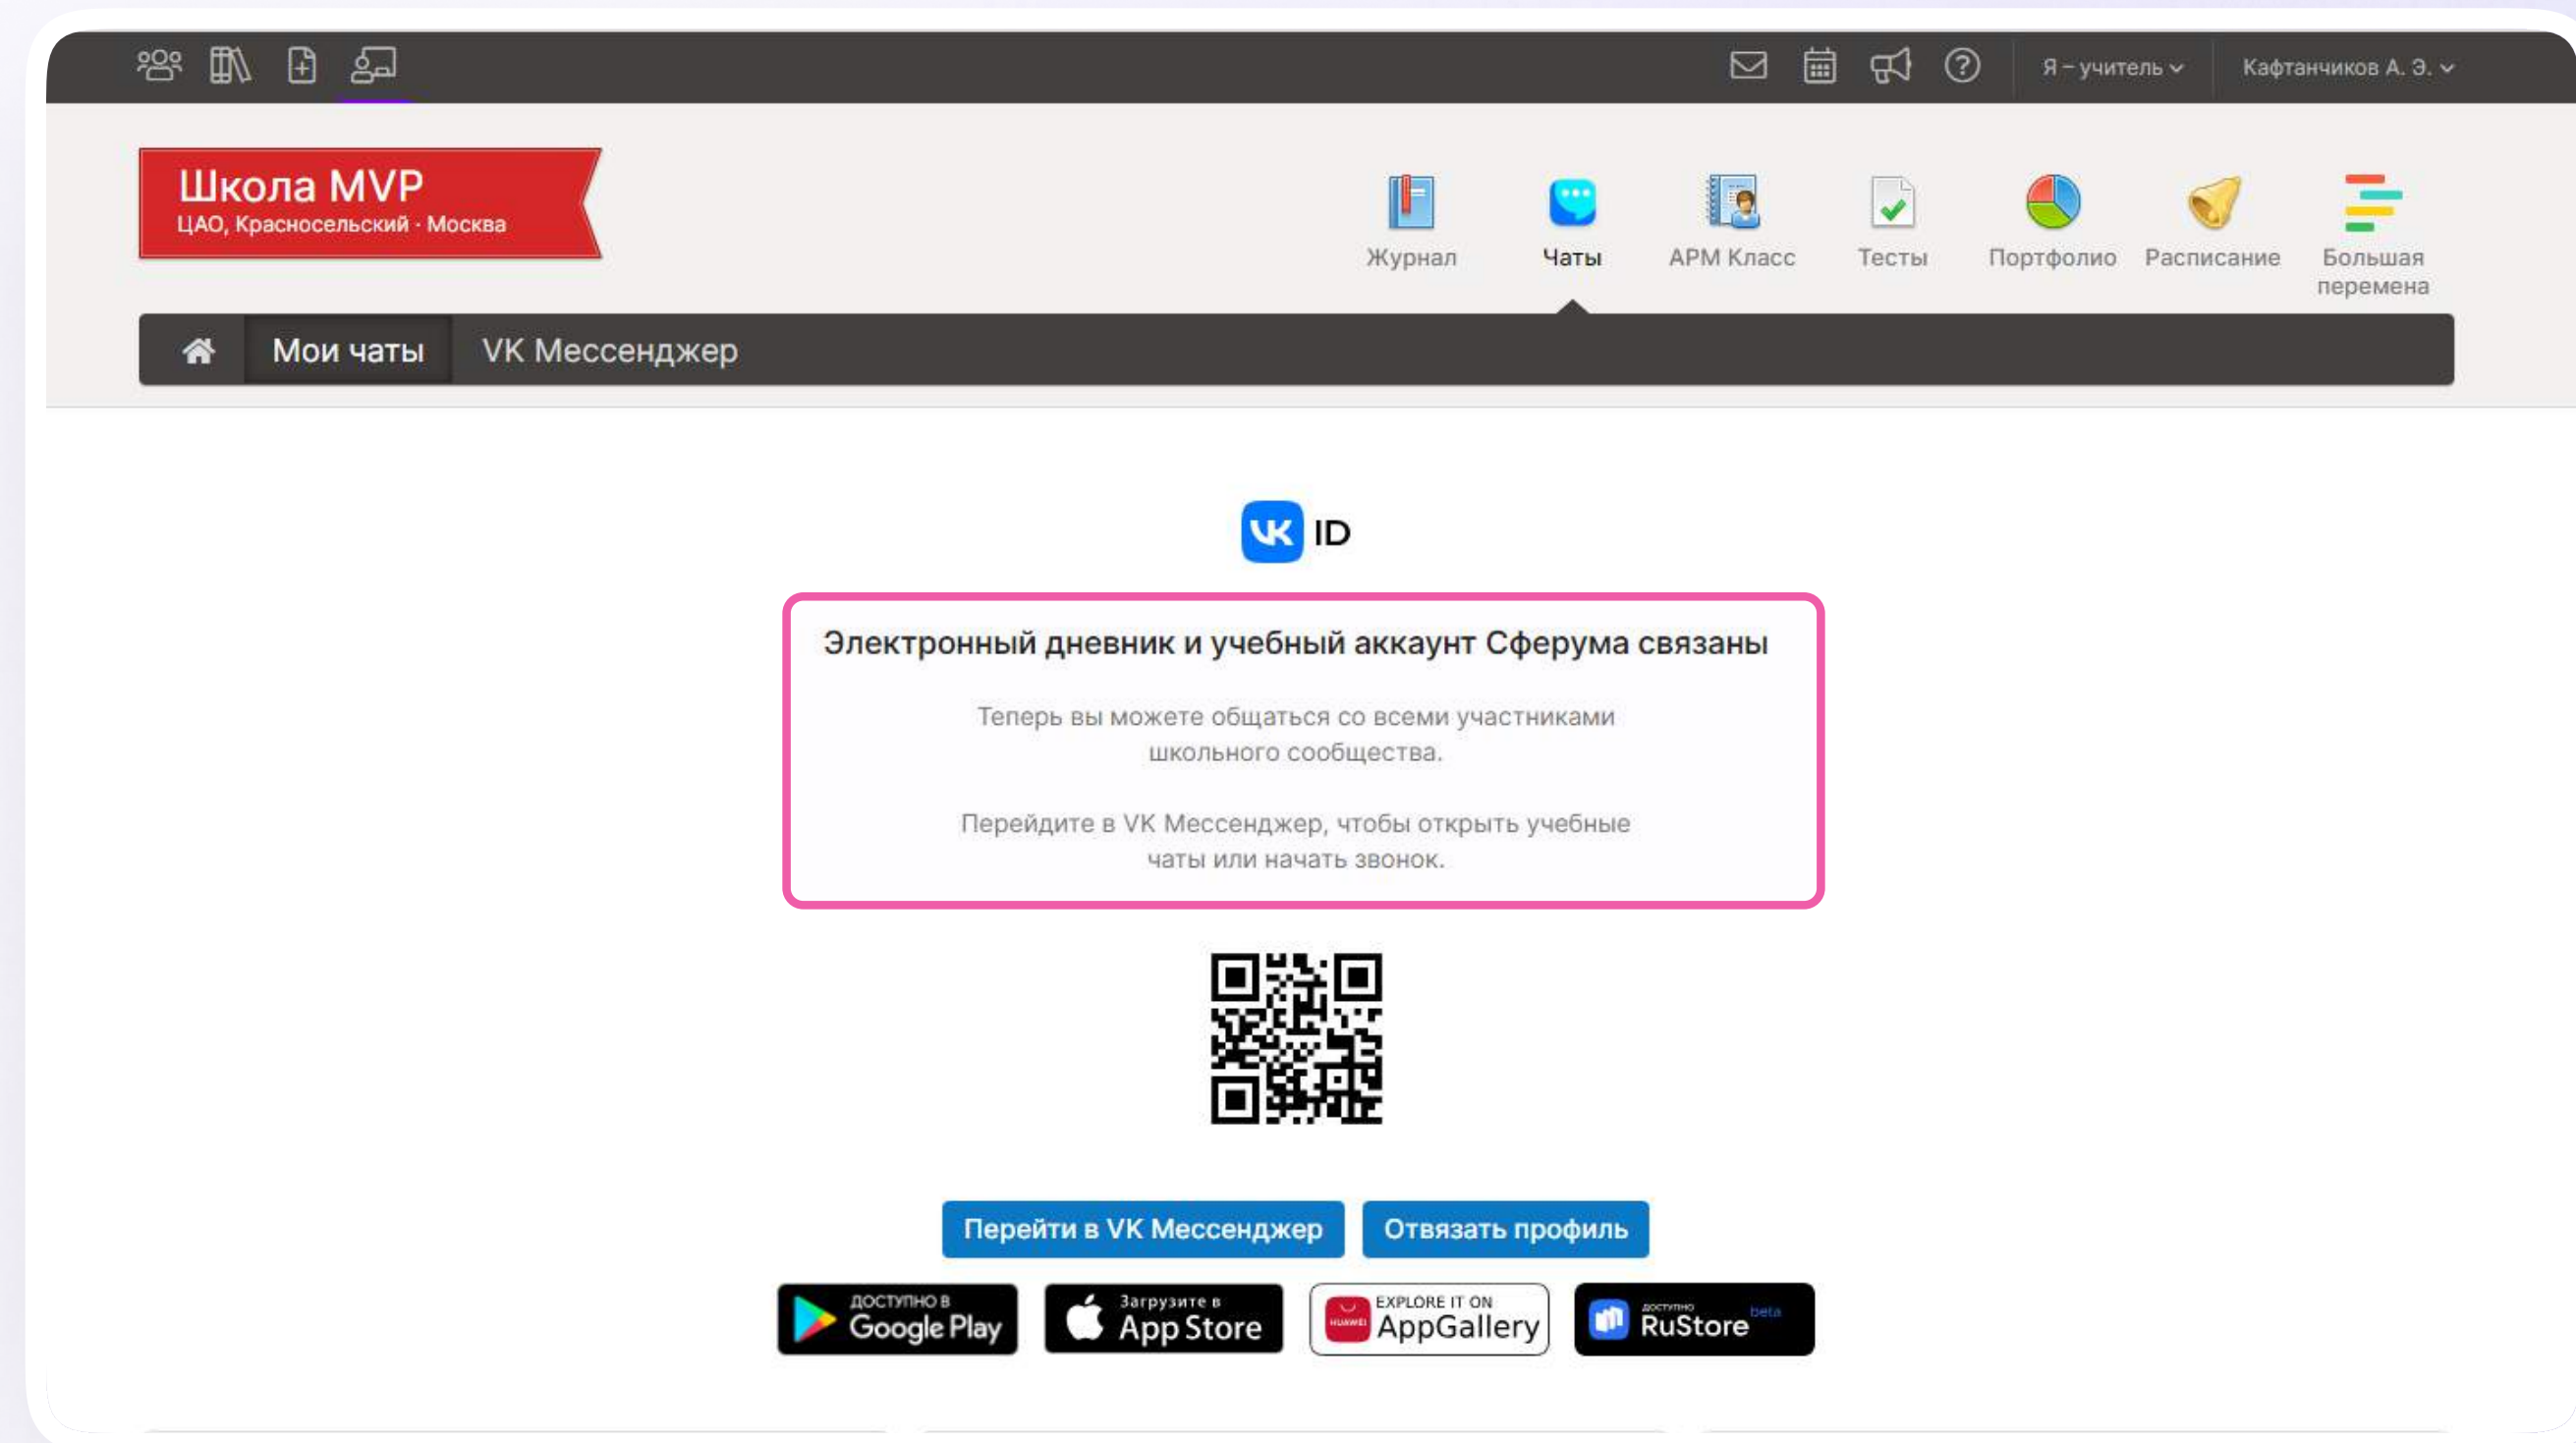 Я – учитель
Кафтанчиков А. Э.
Школа MVP
ЦАО, Красносельский · Москва
Журнал
Чаты
АРМ Класс
Тесты
Портфолио
Расписание
Большая
перемена
Мои чаты
VK Мессенджер
VK ID
Электронный дневник и учебный аккаунт Сферума связаны
Теперь вы можете общаться со всеми участниками
школьного сообщества.
Перейдите в VK Мессенджер, чтобы открыть учебные
чаты или начать звонок.
Перейти в VK Мессенджер
Отвязать профиль
ДОСТУПНО В
Google Play
Загрузите в
App Store
HUAWEI
EXPLORE IT ON
AppGallery
ДОСТУПНО
RuStore beta